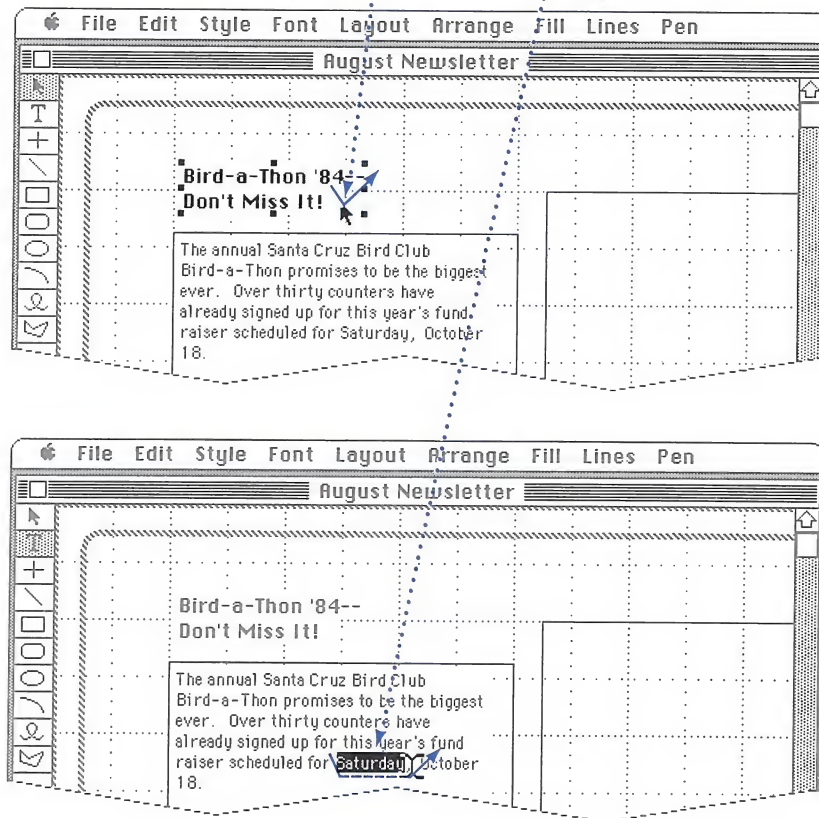 File Edit Style Font Layout Arrange Fill Lines Pen
August Newsletter
T
Bird-a-Thon '84--
Don't Miss It!
The annual Santa Cruz Bird Club
Bird-a-Thon promises to be the biggest
ever. Over thirty counters have
already signed up for this year's fund
raiser scheduled for Saturday, October
18.
File Edit Style Font Layout Arrange Fill Lines Pen
August Newsletter
T
Bird-a-Thon '84--
Don't Miss It!
The annual Santa Cruz Bird Club
Bird-a-Thon promises to be the biggest
ever. Over thirty counters have
already signed up for this year's fund
raiser scheduled for Saturday, October
18.